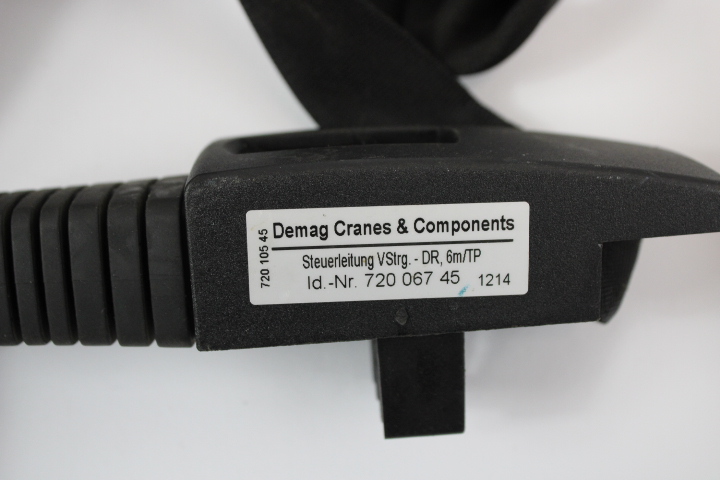 720 105 45
Demag Cranes & Components
Steuerleitung VStrg. - DR, 6m/TP
Id.-Nr. 720 067 45 1214